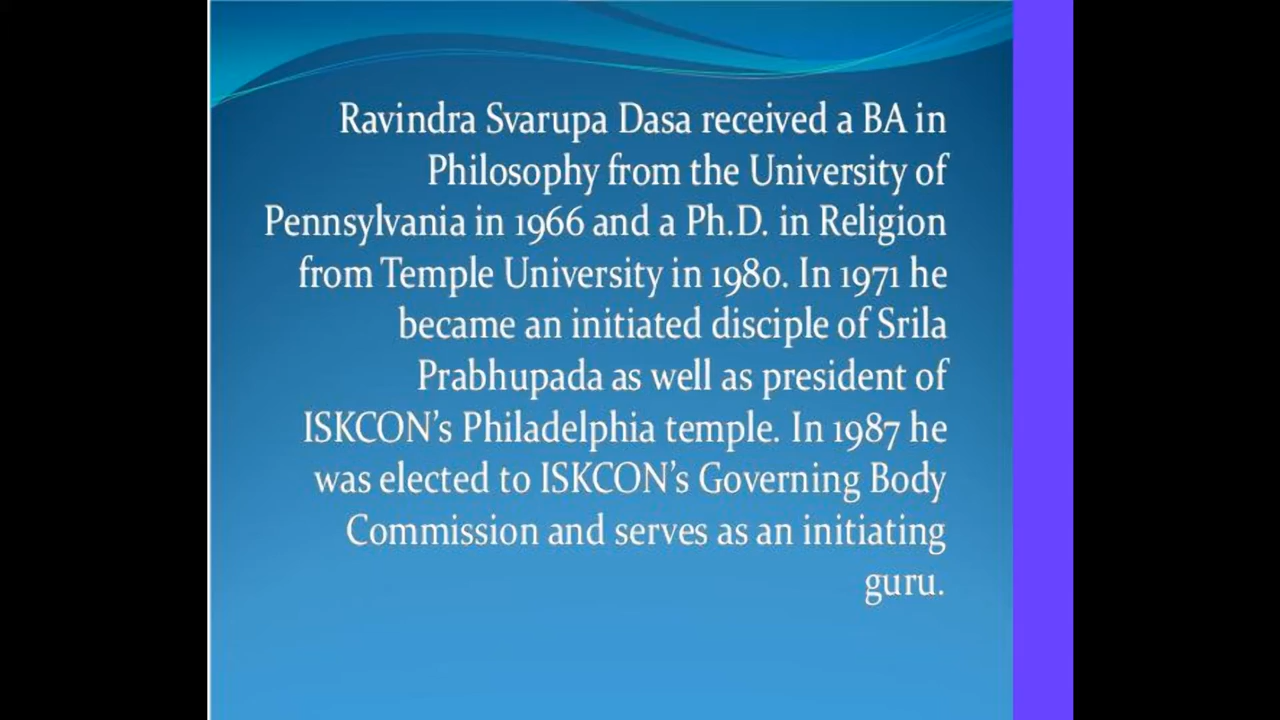 Ravindra Svarupa Dasa received a BA in
Philosophy from the University of
Pennsylvania in 1966 and a Ph.D. in Religion
from Temple University in 1980. In 1971 he
became an initiated disciple of Srila
Prabhupada as well as president of
ISKCON’s Philadelphia temple. In 1987 he
was elected to ISKCON’s Governing Body
Commission and serves as an initiating
guru.